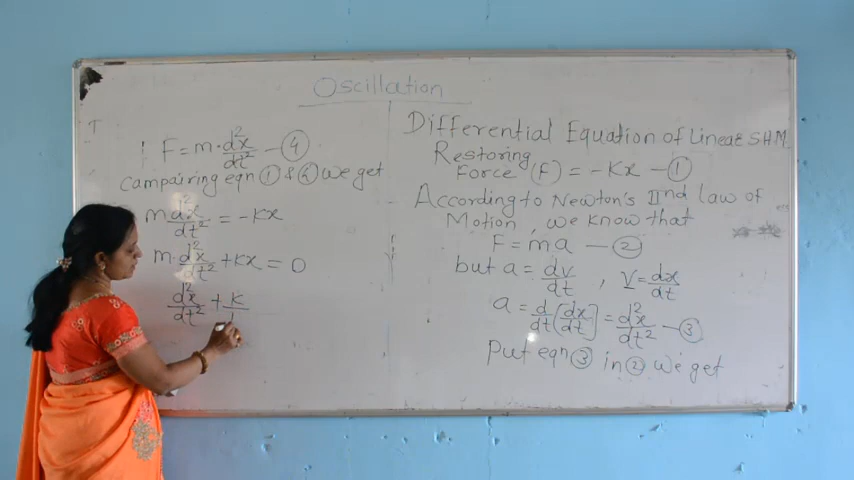 Oscillation
F = m · d²x/dt² — ④
Campairing eqn ① & ④ we get
m d²x/dt² = -Kx
m · d²x/dt² + Kx = 0
d²x/dt² + K/
Differential Equation of Linear SHM
Restoring
Force (F) = -Kx — ①
According to Newton's IInd law of
Motion, we know that
F = ma — ②
but a = dv/dt , V = dx/dt
a = d/dt [dx/dt] = d²x/dt² — ③
Put eqn ③ in ② We get